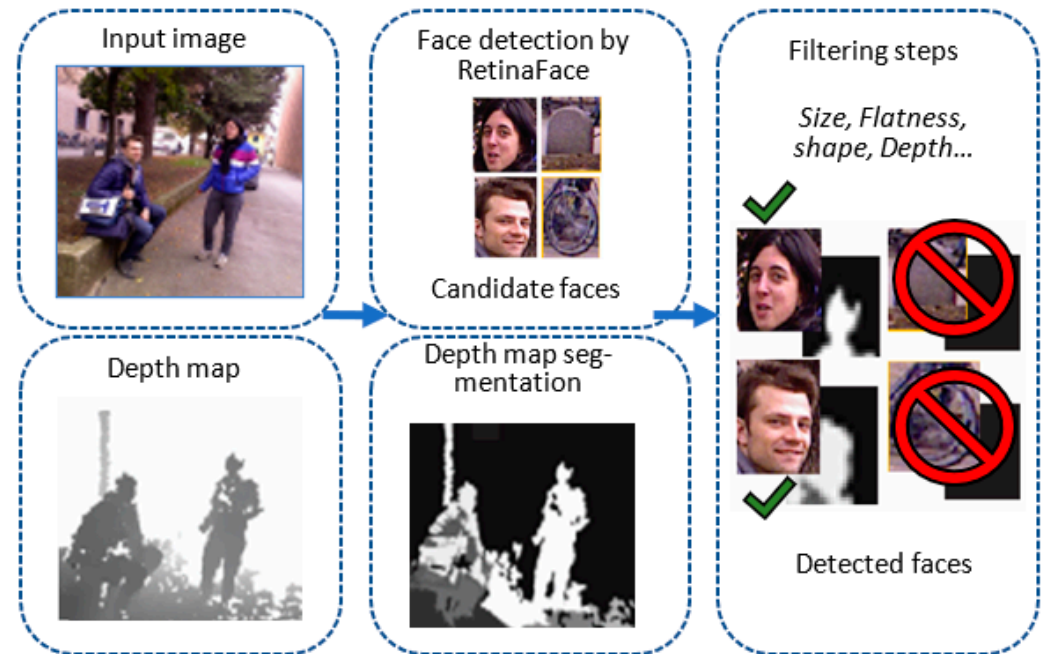 Input image
Face detection by
RetinaFace
Candidate faces
Depth map
Depth map seg-
mentation
Filtering steps
Size, Flatness,
shape, Depth...
Detected faces